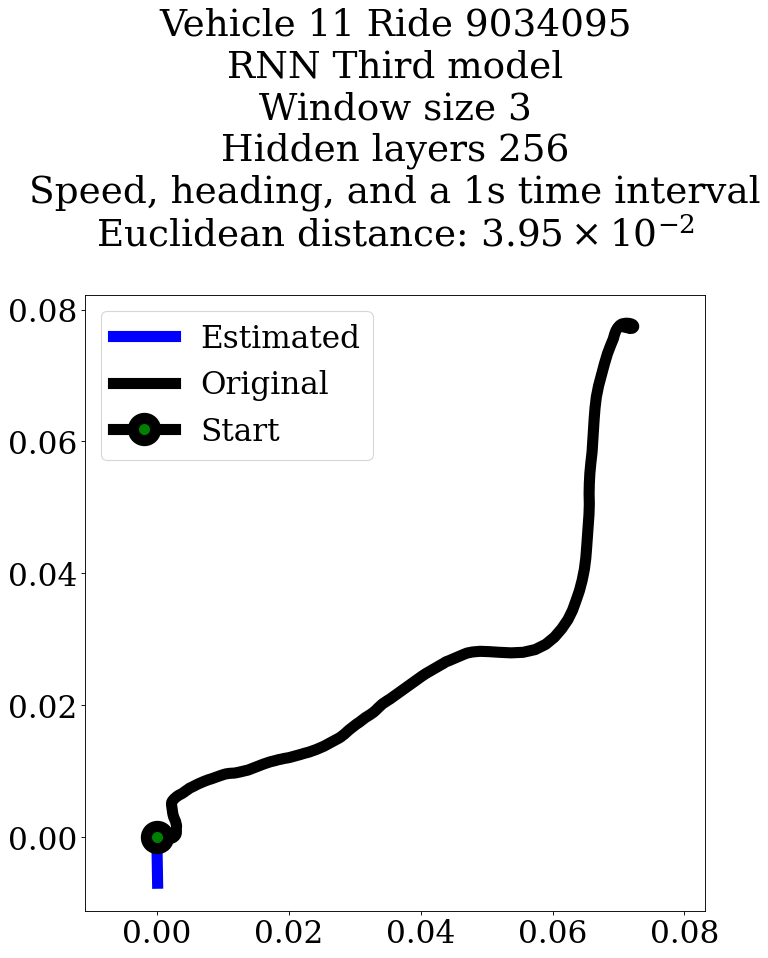 Vehicle 11 Ride 9034095
RNN Third model
Window size 3
Hidden layers 256
Speed, heading, and a 1s time interval
Euclidean distance: 3.95 × 10⁻²
Estimated
Original
Start
0.08
0.06
0.04
0.02
0.00
0.00 0.02 0.04 0.06 0.08